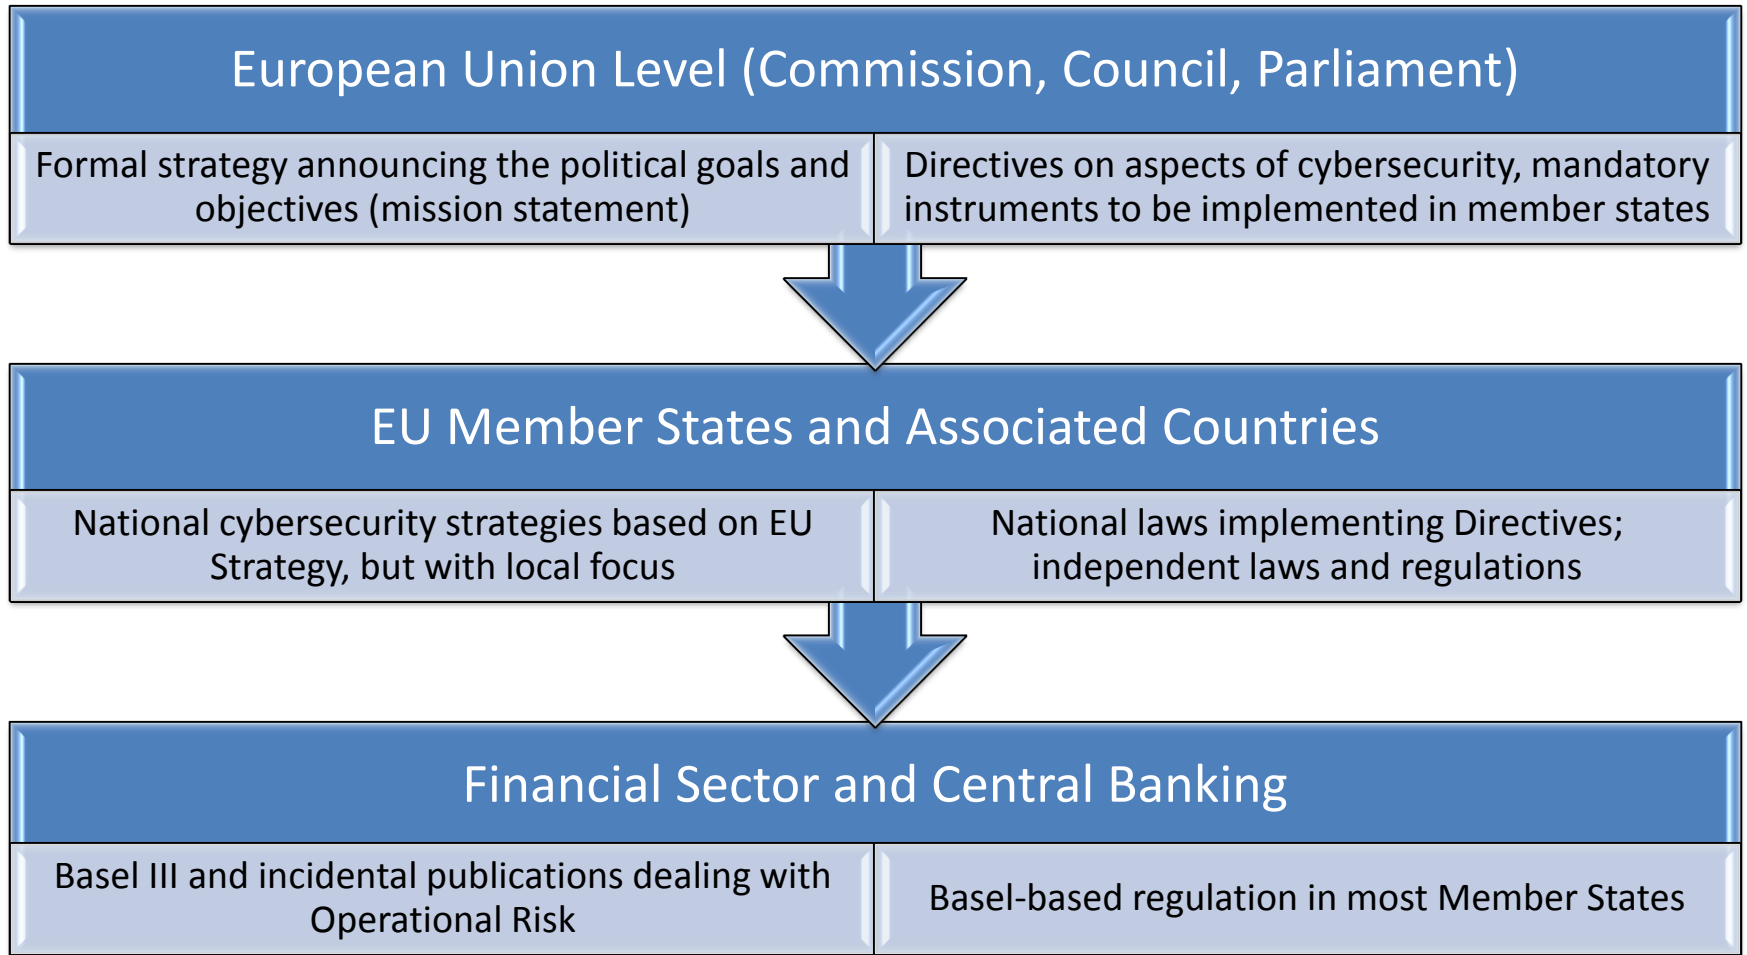 European Union Level (Commission, Council, Parliament)
Formal strategy announcing the political goals and
objectives (mission statement)
Directives on aspects of cybersecurity, mandatory
instruments to be implemented in member states
EU Member States and Associated Countries
National cybersecurity strategies based on EU
Strategy, but with local focus
National laws implementing Directives;
independent laws and regulations
Financial Sector and Central Banking
Basel III and incidental publications dealing with
Operational Risk
Basel-based regulation in most Member States